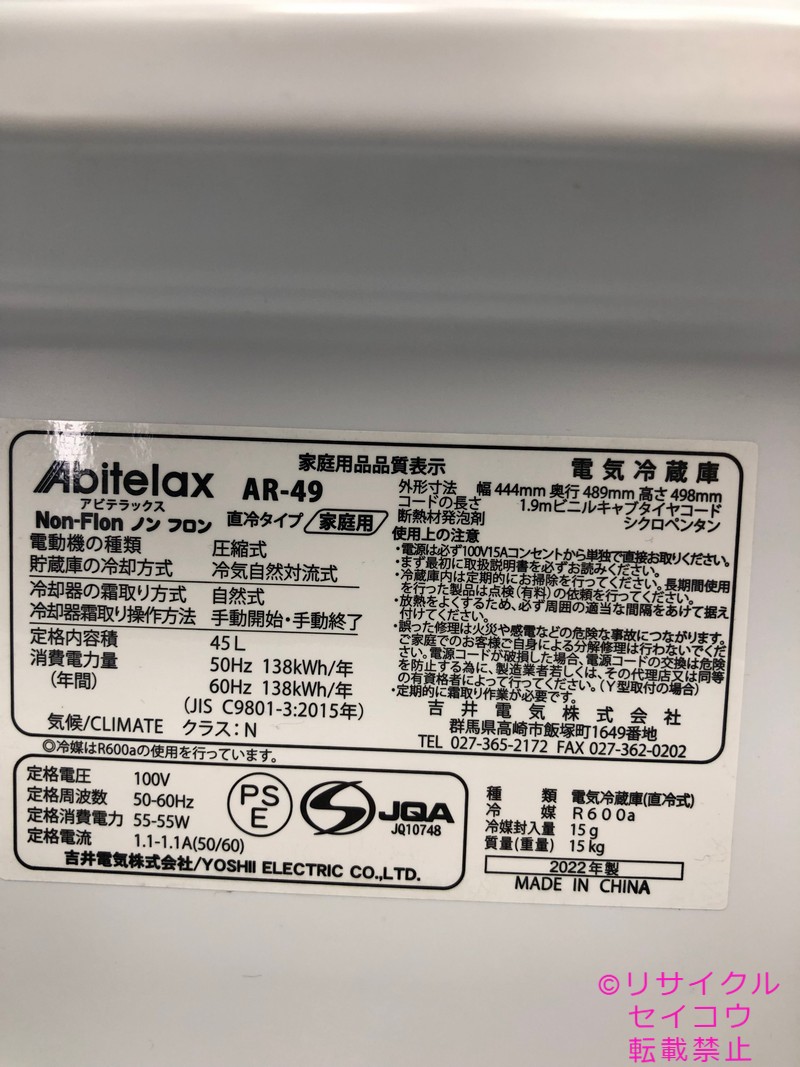 家庭用品品質表示
電気冷蔵庫
Abitelax
アビテラックス
AR-49
Non-Flon ノン フロン
直冷タイプ
家庭用
電動機の種類 圧縮式
貯蔵庫の冷却方式 冷気自然対流式
冷却器の霜取り方式 自然式
冷却器霜取り操作方法 手動開始・手動終了
定格内容積 45L
消費電力量 50Hz 138kWh/年
(年間) 60Hz 138kWh/年
(JIS C9801-3:2015年)
気候/CLIMATE クラス:N
外形寸法 幅 444mm 奥行 489mm 高さ 498mm
コードの長さ 1.9mビニルキャブタイヤコード
断熱材発泡剤 シクロペンタン
使用上の注意
・電源は必ず100V15Aコンセントから単独で直接お取りください。
・まず最初に取扱説明書を必ずお読みください。
・冷蔵庫内は定期的にお掃除を行ってください。長期間使用
を行った製品は点検(有料)の依頼を行ってください。
・放熱をよくするため、必ず周囲の適当な間隔をあけて据え
付けてください。
・誤った修理は火災や感電などの危険な事故につながります。
ご家庭でのお客様ご自身による分解修理は行わないでくだ
さい。電源コードが破損した場合、電源コードの交換は危険
を防止する為に、製造業者若しくは、その代理店又は同等
の有資格者によって行ってください。(Y型取付の場合)
・定期的に霜取り作業が必要です。
吉井電気株式会社
群馬県高崎市飯塚町1649番地
TEL 027-365-2172 FAX 027-362-0202
◎冷媒はR600aの使用を行っています。
定格電圧 100V
定格周波数 50-60Hz
定格消費電力 55-55W
定格電流 1.1-1.1A(50/60)
PS
E
JQA
JQ10748
吉井電気株式会社/YOSHII ELECTRIC CO.,LTD.
種類 電気冷蔵庫(直冷式)
冷媒 R600a
冷媒封入量 15g
質量(重量) 15kg
2022年製
MADE IN CHINA
©リサイクル
セイコウ
転載禁止